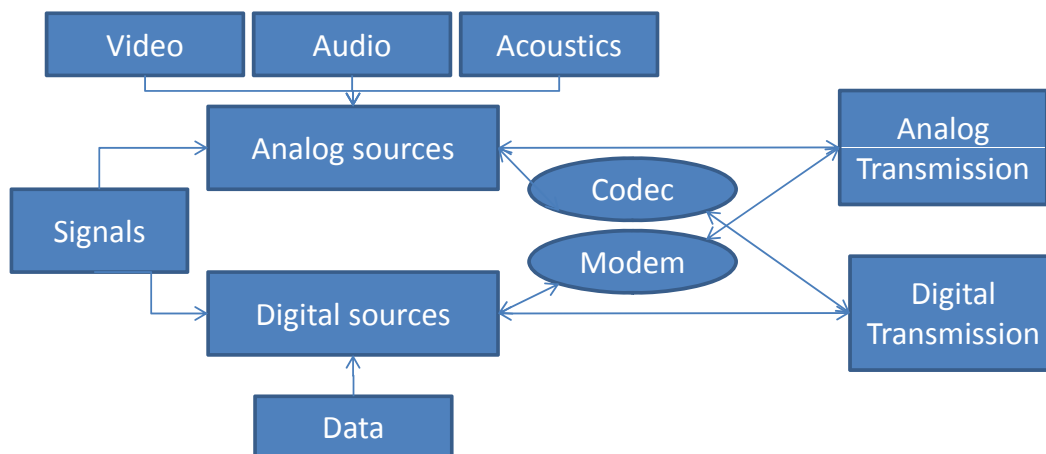 Video
Audio
Acoustics
Analog sources
Analog
Transmission
Codec
Signals
Modem
Digital sources
Digital
Transmission
Data